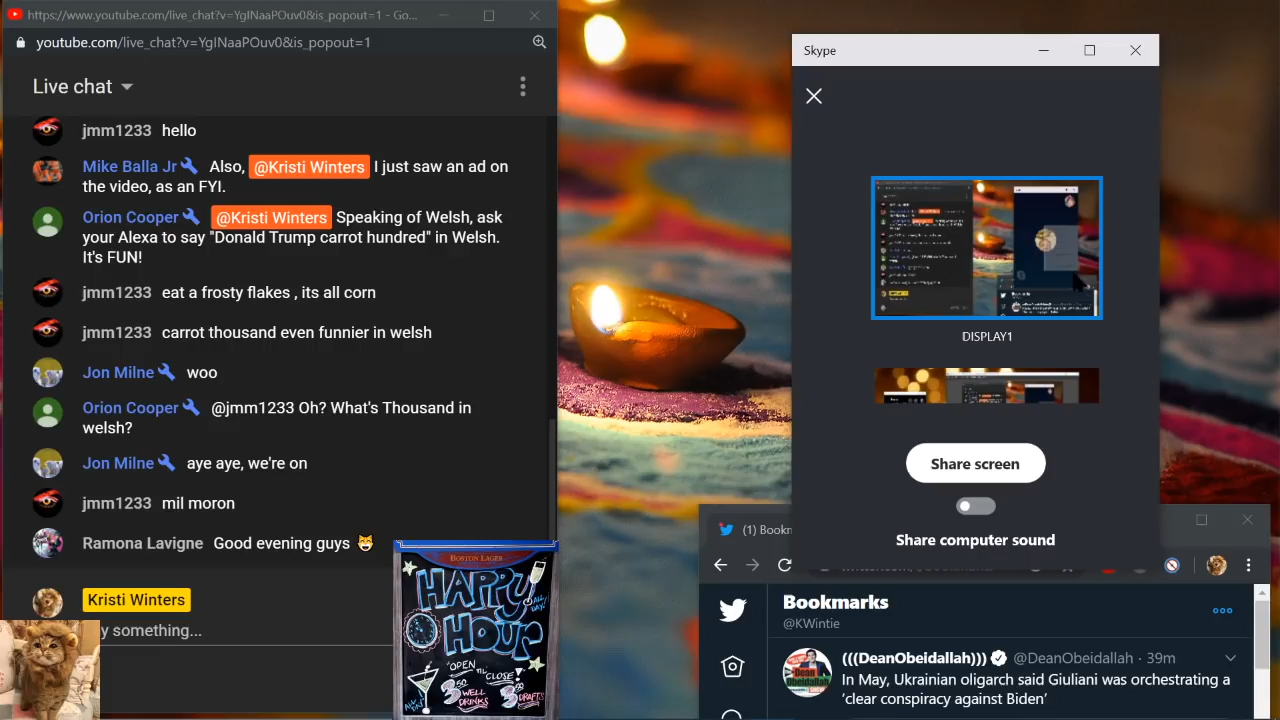 https://www.youtube.com/live_chat?v=YgINaaPOuv0&is_popout=1 - Go...
youtube.com/live_chat?v=YgINaaPOuv0&is_popout=1
Live chat
jmm1233 hello
Mike Balla Jr Also, @Kristi Winters I just saw an ad on
the video, as an FYI.
Orion Cooper @Kristi Winters Speaking of Welsh, ask
your Alexa to say "Donald Trump carrot hundred" in Welsh.
It's FUN!
jmm1233 eat a frosty flakes , its all corn
jmm1233 carrot thousand even funnier in welsh
Jon Milne woo
Orion Cooper @jmm1233 Oh? What's Thousand in
welsh?
Jon Milne aye aye, we're on
jmm1233 mil moron
Ramona Lavigne Good evening guys 😹
Kristi Winters
y something...
BOSTON LAGER
HAPPY
ALL DAY!
HOUR
"OPEN TIL' CLOSE!"
WELL DRINKS
DRAFTS
Skype
DISPLAY1
Share screen
Share computer sound
(1) Bookm
Bookmarks
@KWintie
(((DeanObeidallah))) @DeanObeidallah · 39m
In May, Ukrainian oligarch said Giuliani was orchestrating a
'clear conspiracy against Biden'